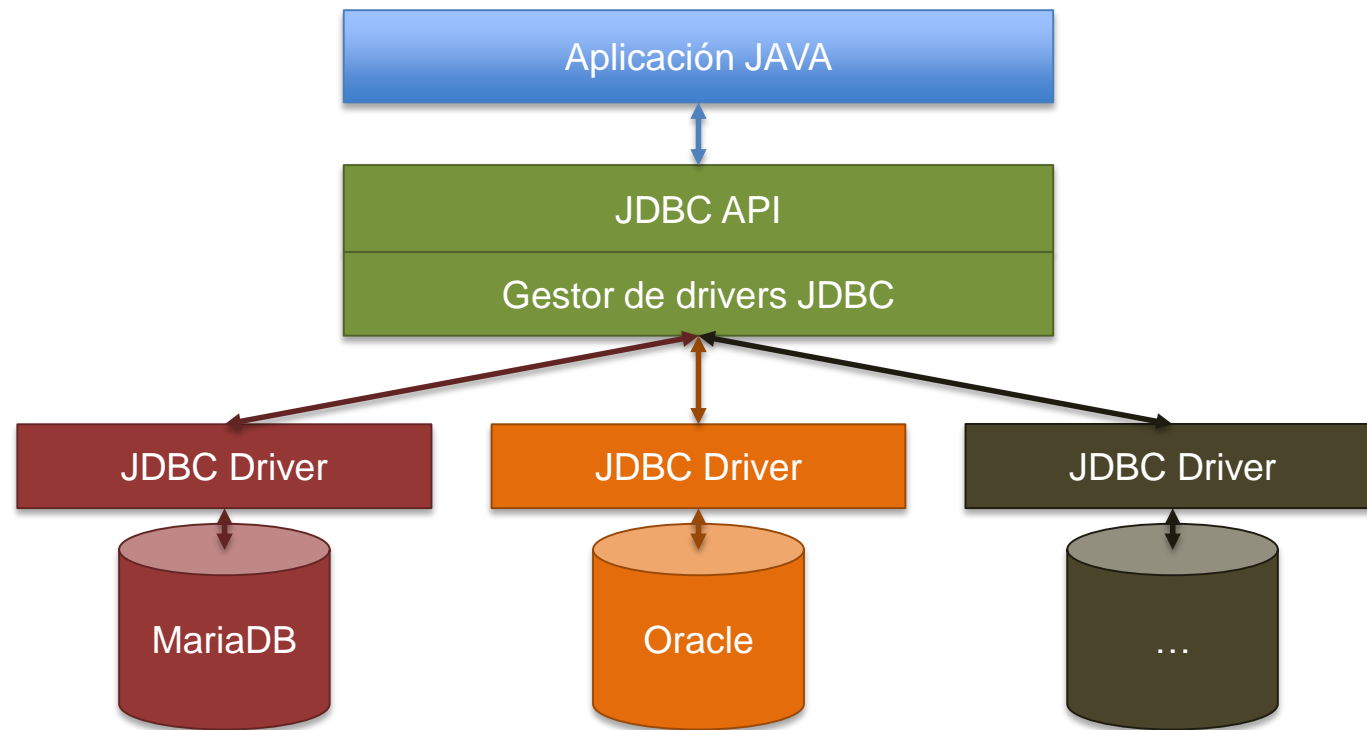 Aplicación JAVA
JDBC API
Gestor de drivers JDBC
JDBC Driver
JDBC Driver
JDBC Driver
MariaDB
Oracle
…